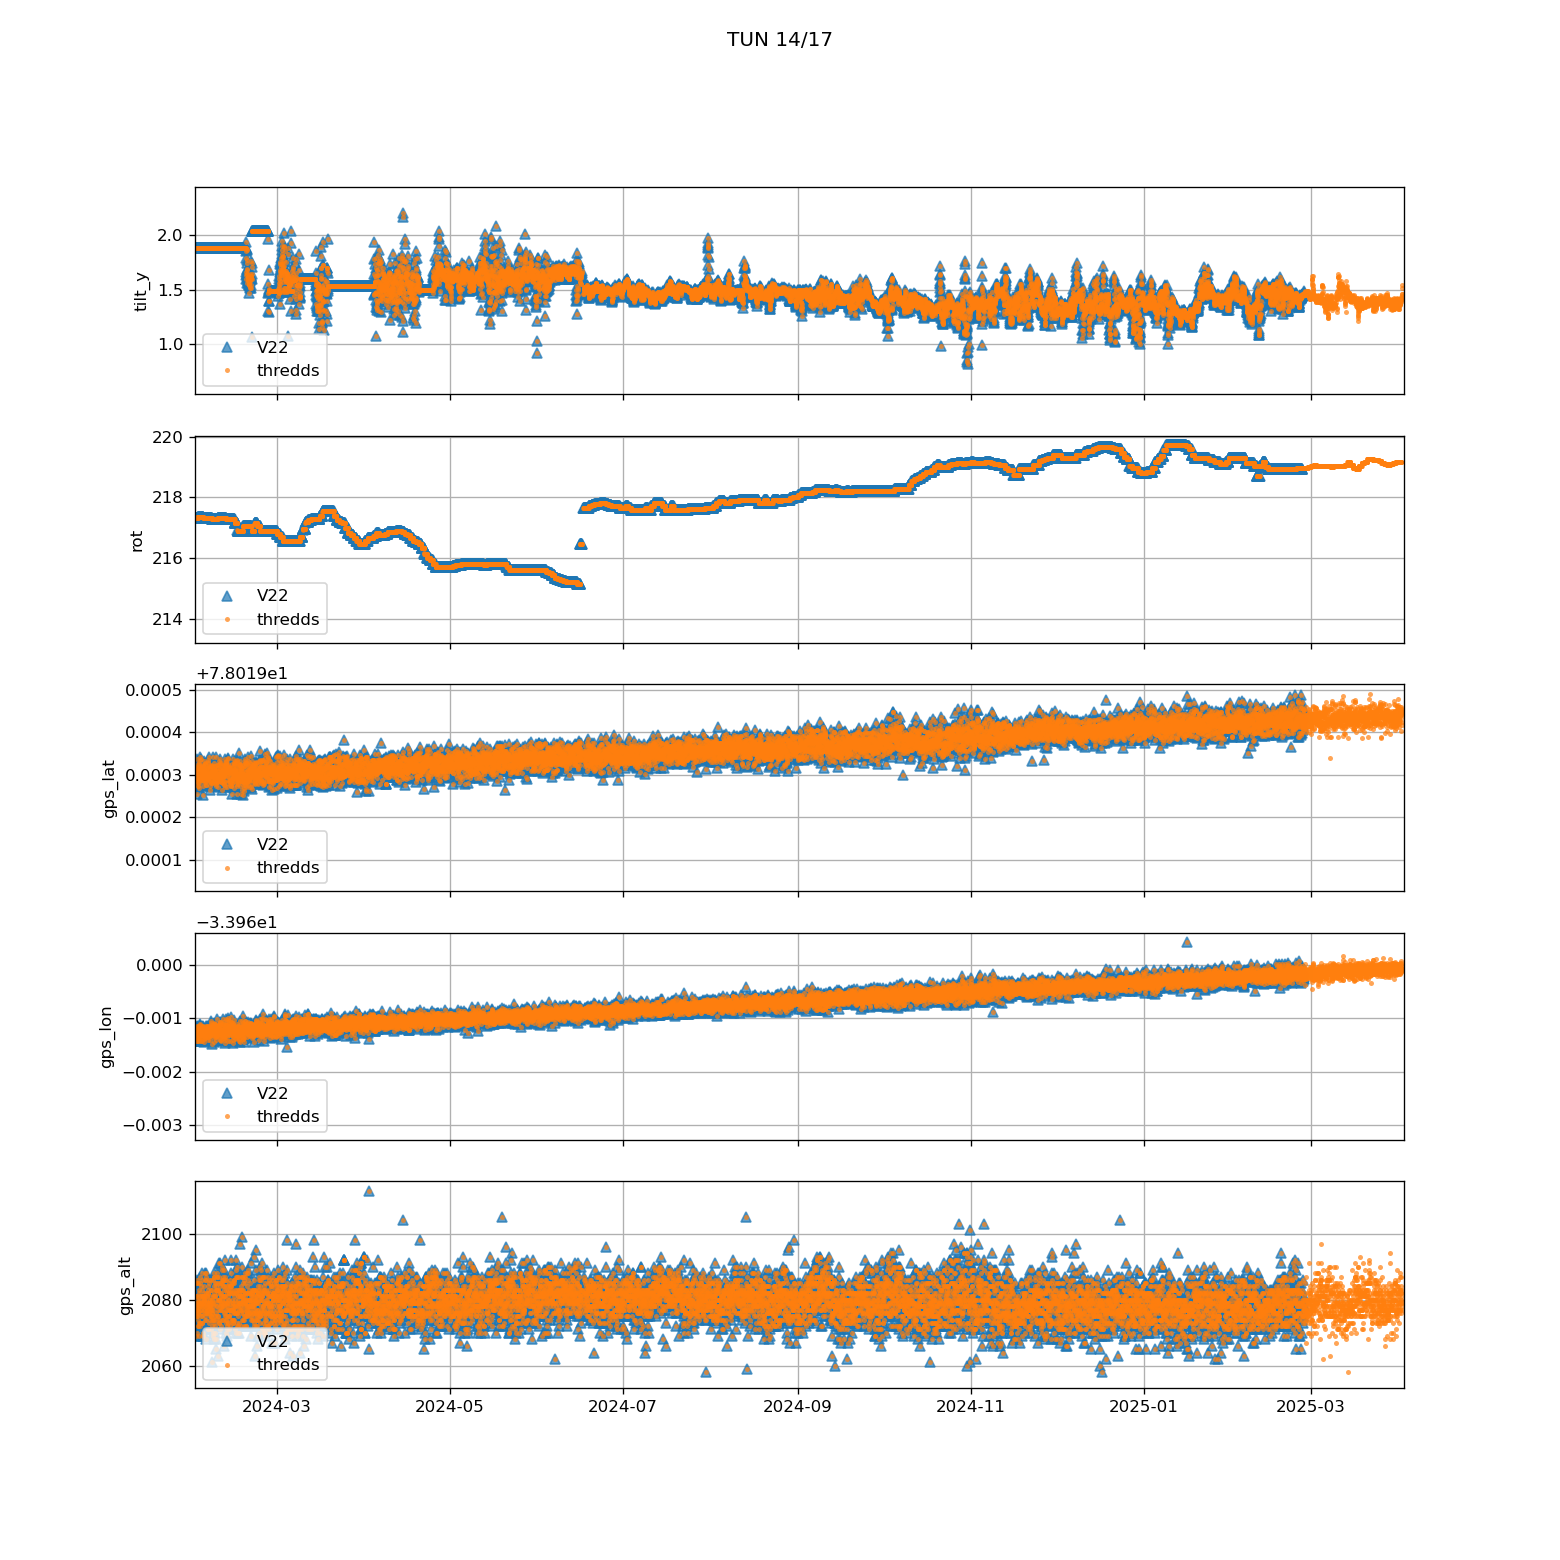 TUN 14/17
2.0
1.5
1.0
tilt_y
V22
thredds
220
218
216
214
rot
V22
thredds
+7.8019e1
0.0005
0.0004
0.0003
0.0002
0.0001
gps_lat
V22
thredds
−3.396e1
0.000
−0.001
−0.002
−0.003
gps_lon
V22
thredds
2100
2080
2060
gps_alt
V22
thredds
2024-03 2024-05 2024-07 2024-09 2024-11 2025-01 2025-03